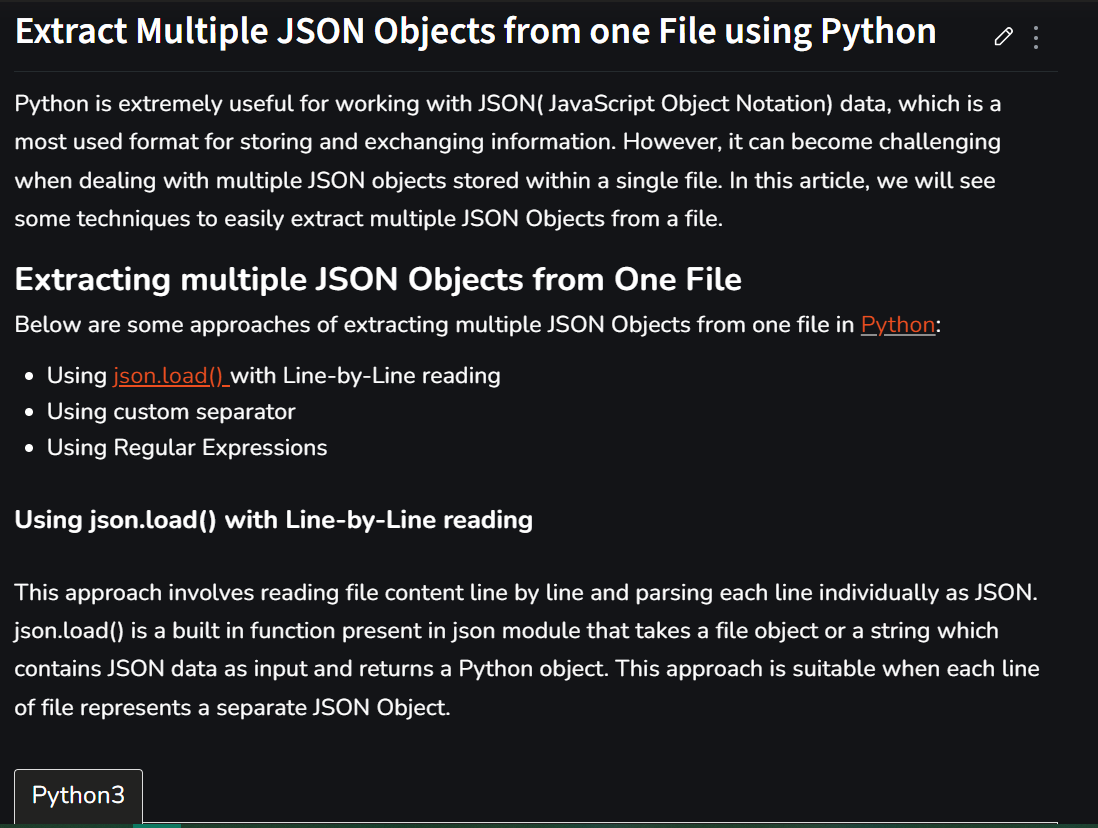 Extract Multiple JSON Objects from one File using Python
Python is extremely useful for working with JSON( JavaScript Object Notation) data, which is a
most used format for storing and exchanging information. However, it can become challenging
when dealing with multiple JSON objects stored within a single file. In this article, we will see
some techniques to easily extract multiple JSON Objects from a file.
Extracting multiple JSON Objects from One File
Below are some approaches of extracting multiple JSON Objects from one file in Python:
• Using json.load() with Line-by-Line reading
• Using custom separator
• Using Regular Expressions
Using json.load() with Line-by-Line reading
This approach involves reading file content line by line and parsing each line individually as JSON.
json.load() is a built in function present in json module that takes a file object or a string which
contains JSON data as input and returns a Python object. This approach is suitable when each line
of file represents a separate JSON Object.
Python3